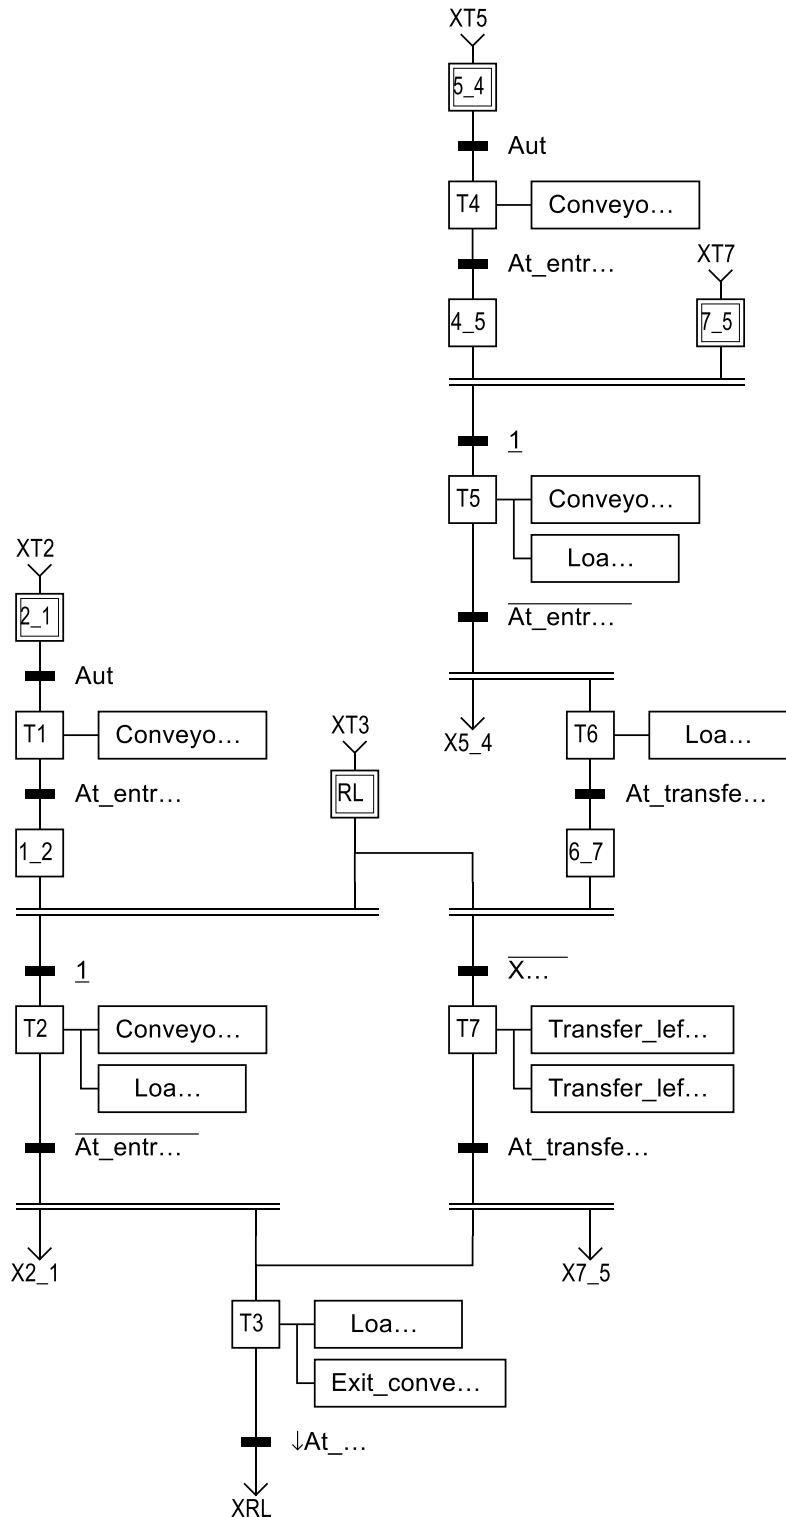 XT5
5_4
Aut
T4
Conveyo…
At_entr…
XT7
4_5
7_5
1
T5
Conveyo…
Loa…
At_entr…
X5_4
T6
Loa…
At_transfe…
6_7
XT2
2_1
Aut
T1
Conveyo…
At_entr…
XT3
RL
1_2
1
T2
Conveyo…
Loa…
At_entr…
X2_1
X…
T7
Transfer_lef…
Transfer_lef…
At_transfe…
X7_5
T3
Loa…
Exit_conve…
↓At_…
XRL